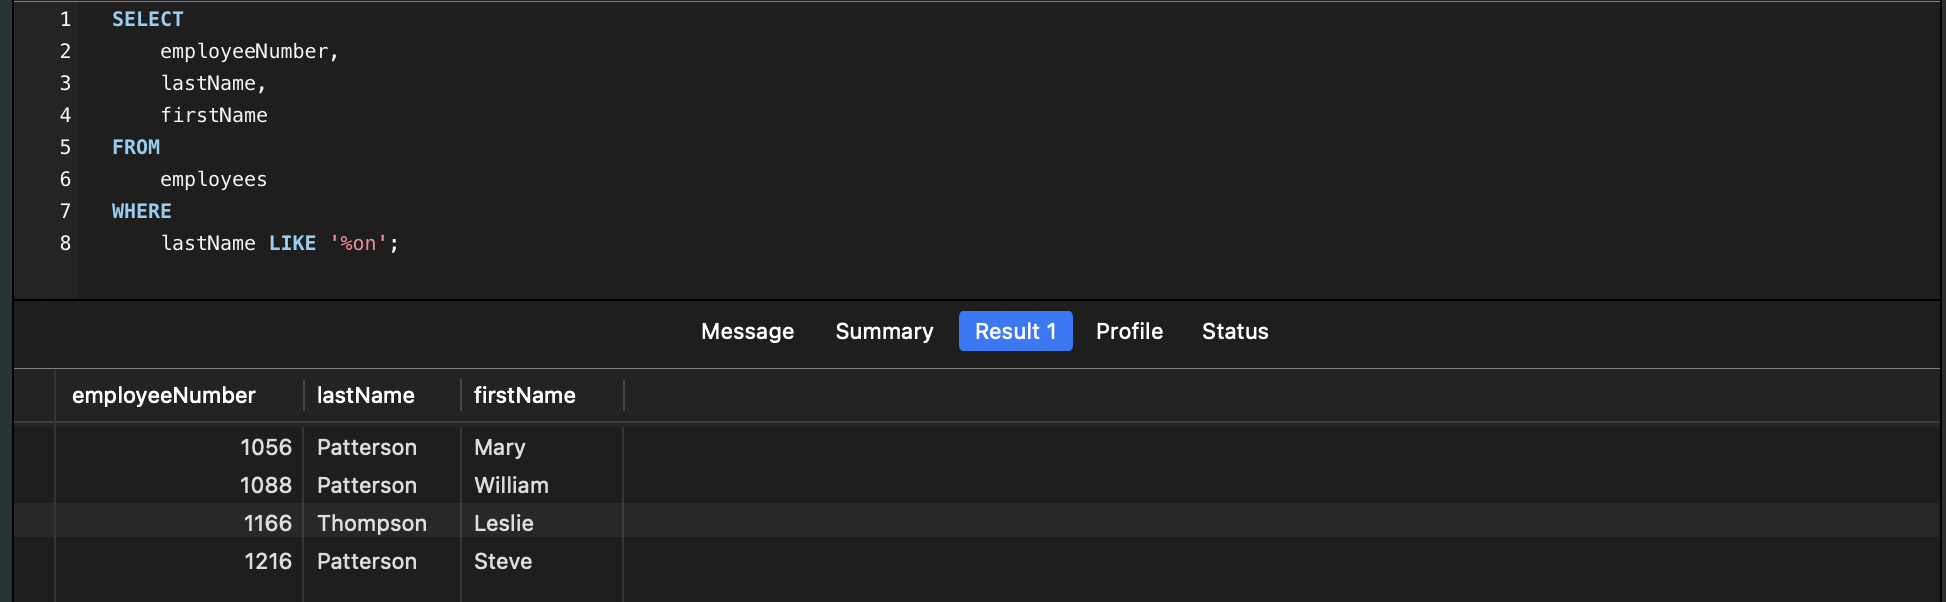 1 SELECT
2 employeeNumber,
3 lastName,
4 firstName
5 FROM
6 employees
7 WHERE
8 lastName LIKE '%on';
Message Summary Result 1 Profile Status
employeeNumber lastName firstName
1056 Patterson Mary
1088 Patterson William
1166 Thompson Leslie
1216 Patterson Steve